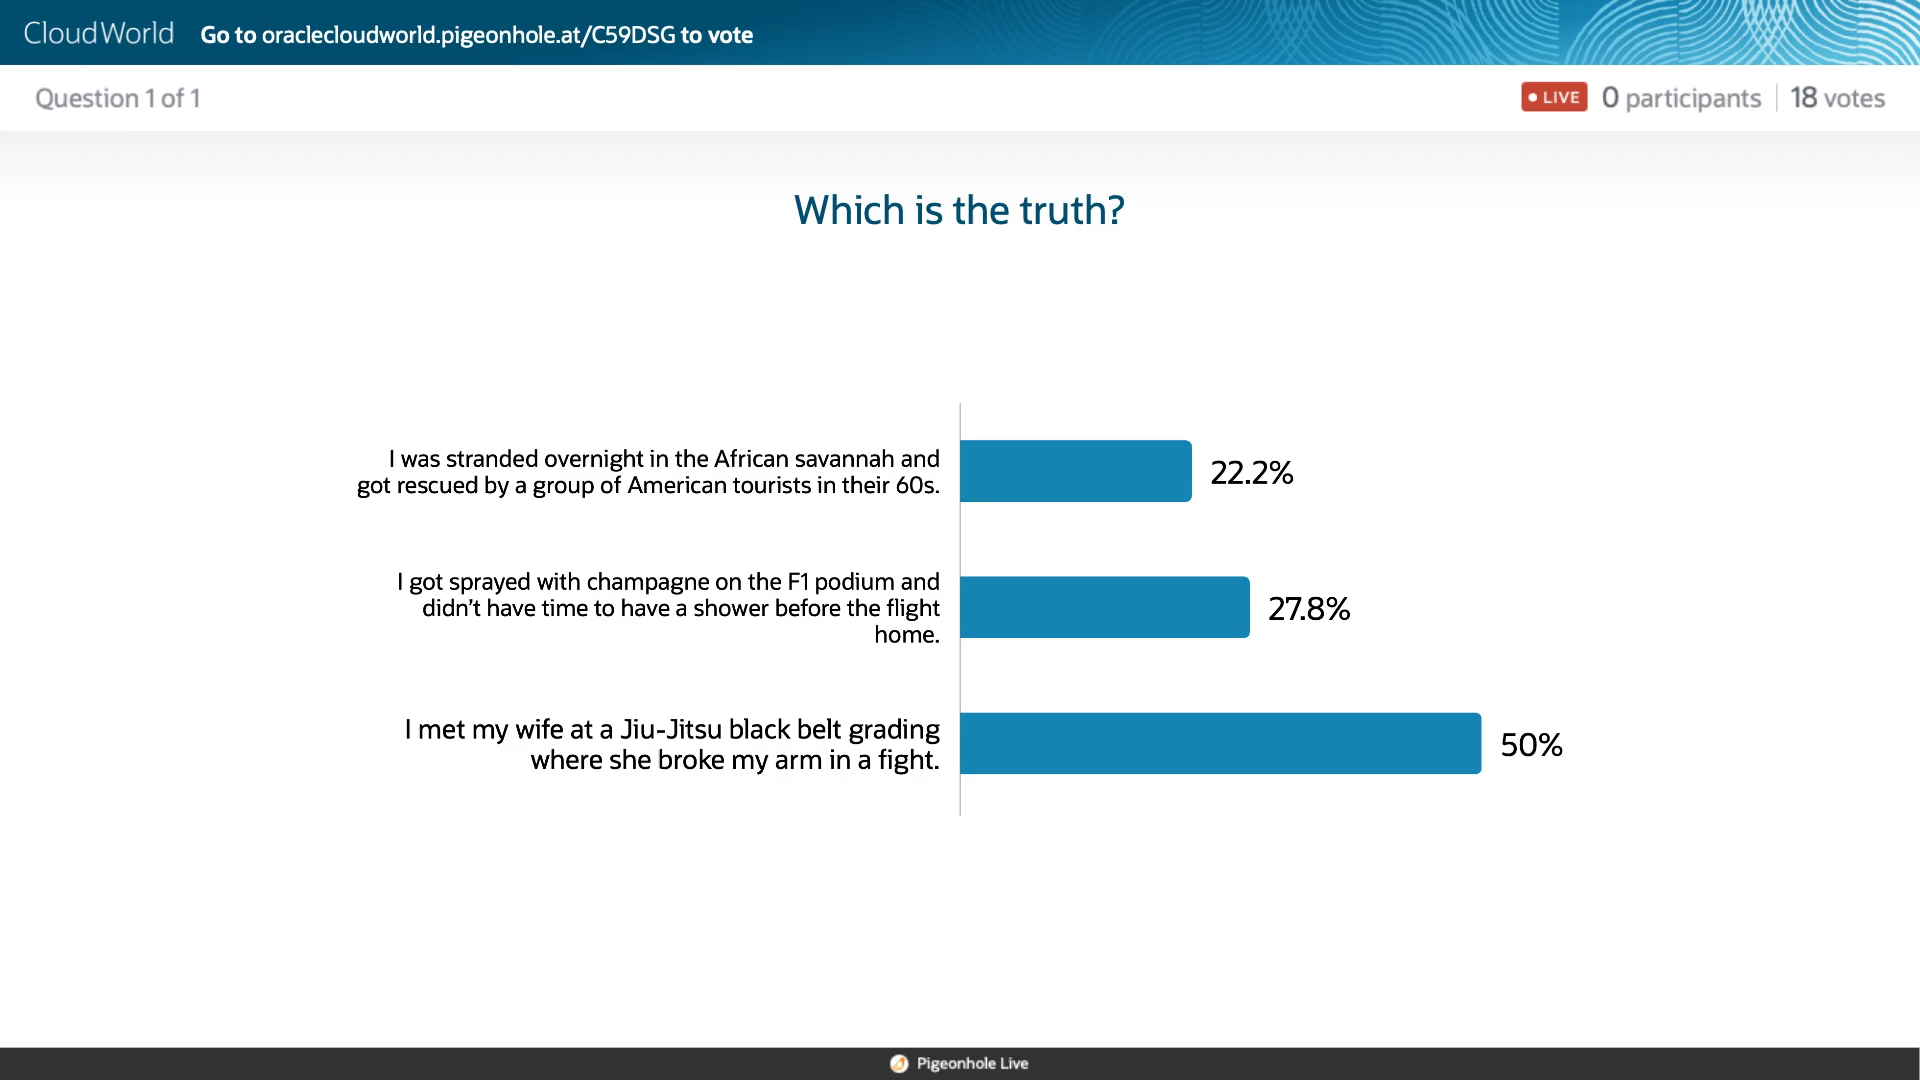 CloudWorld Go to oraclecloudworld.pigeonhole.at/C59DSG to vote
Question 1 of 1
LIVE 0 participants 18 votes
Which is the truth?
I was stranded overnight in the African savannah and
got rescued by a group of American tourists in their 60s.
22.2%
I got sprayed with champagne on the F1 podium and
didn’t have time to have a shower before the flight
home.
27.8%
I met my wife at a Jiu-Jitsu black belt grading
where she broke my arm in a fight.
50%
Pigeonhole Live